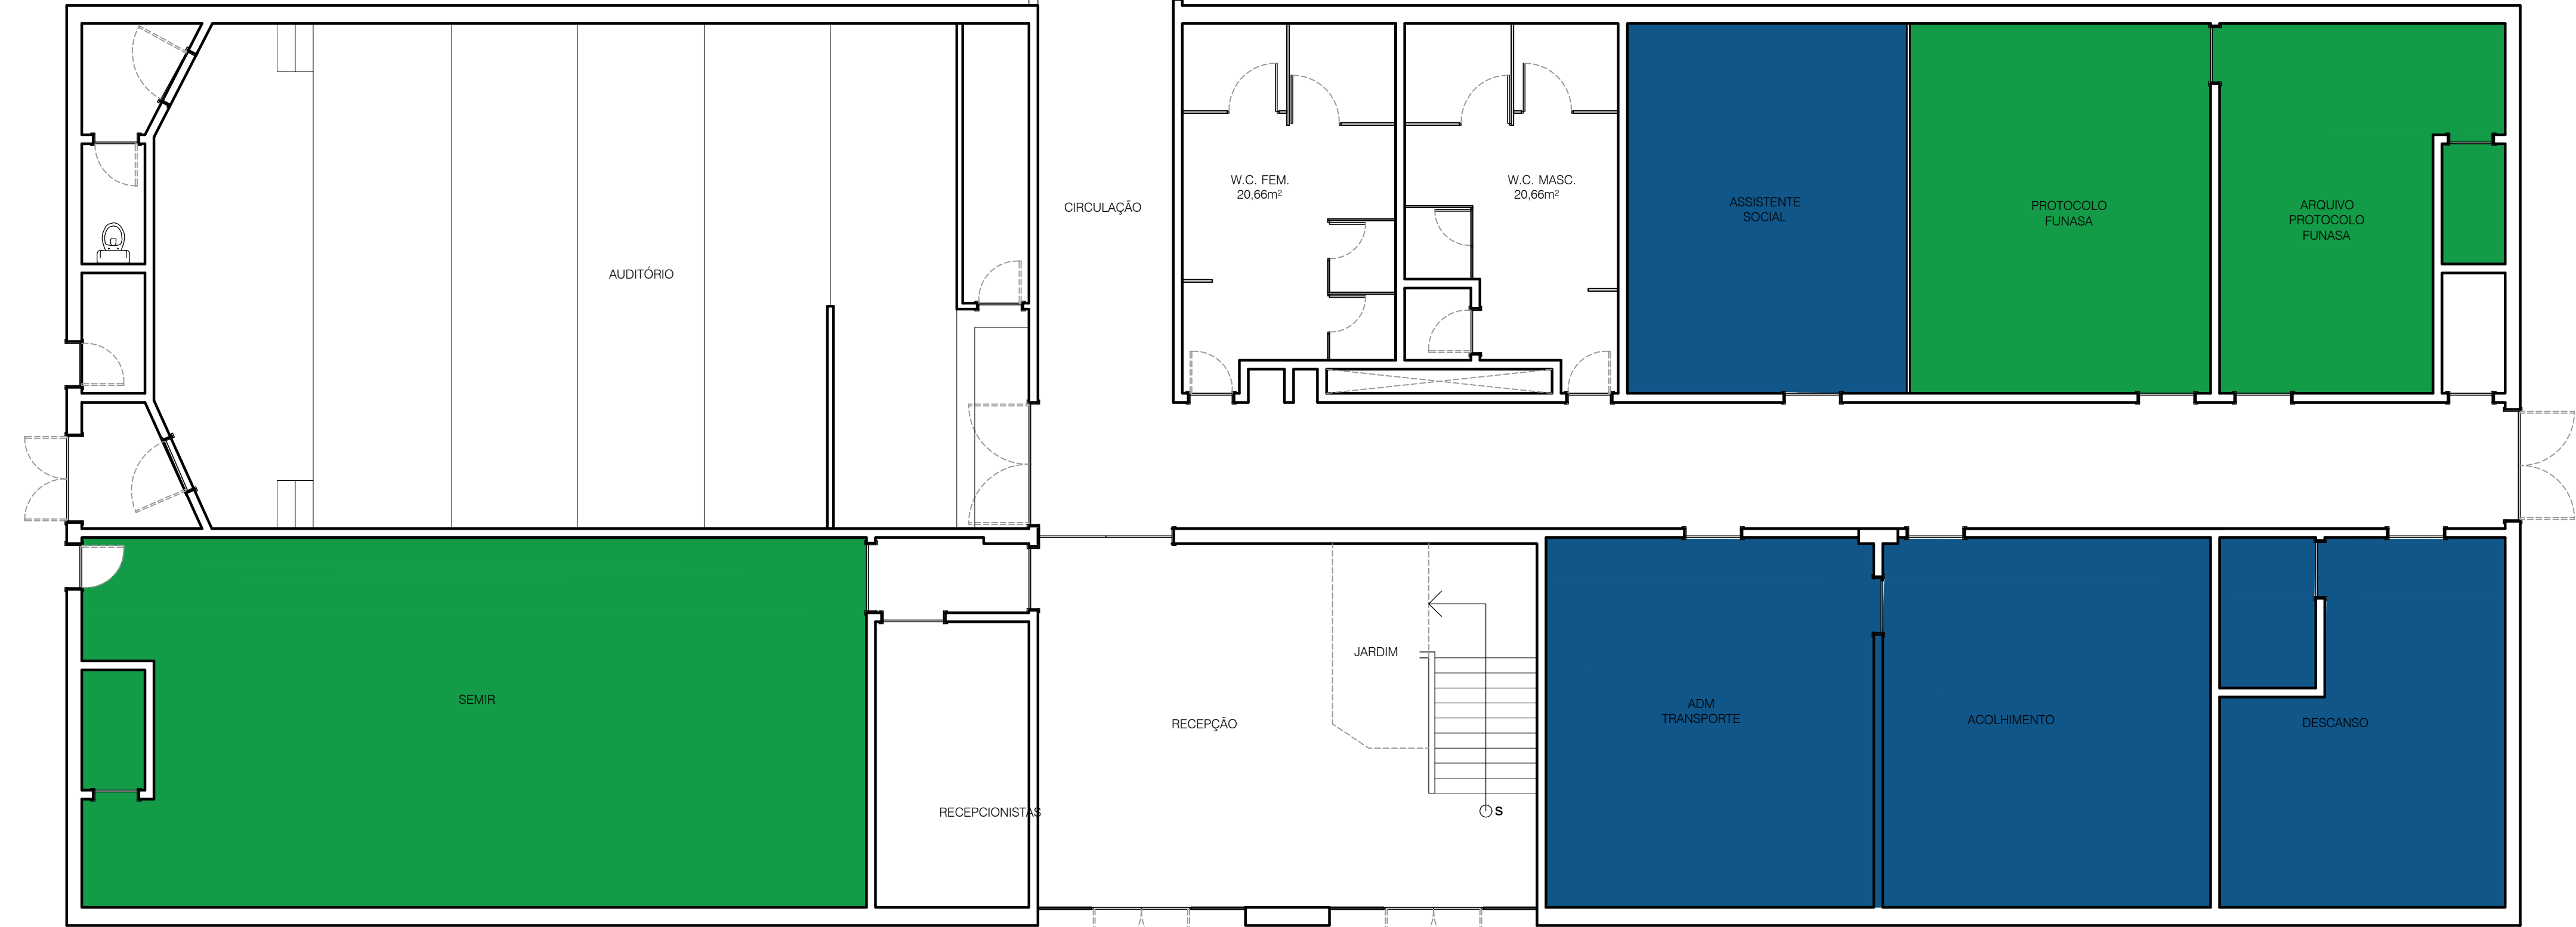 W.C. FEM.
20,66m²
W.C. MASC.
20,66m²
CIRCULAÇÃO
ASSISTENTE
SOCIAL
PROTOCOLO
FUNASA
ARQUIVO
PROTOCOLO
FUNASA
AUDITÓRIO
SEMIR
RECEPCIONISTAS
RECEPÇÃO
JARDIM
S
ADM
TRANSPORTE
ACOLHIMENTO
DESCANSO